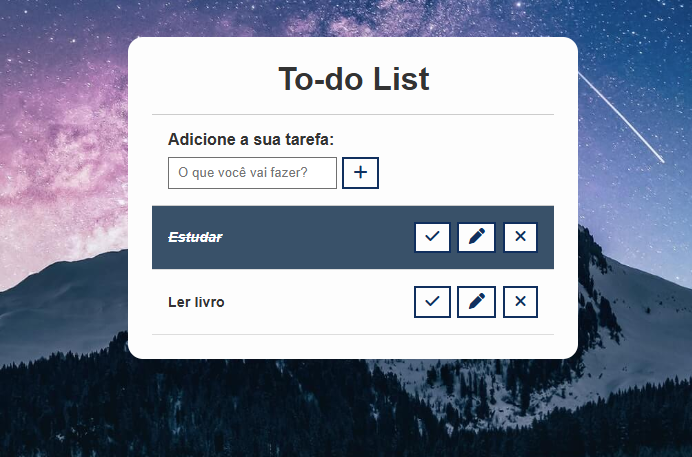 To-do List
Adicione a sua tarefa:
O que você vai fazer?
Estudar
Ler livro